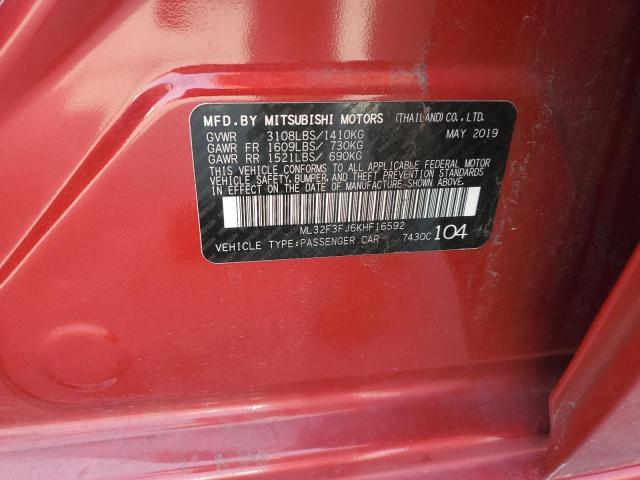 MFD.BY MITSUBISHI MOTORS (THAILAND) CO.,LTD.
GVWR 3108LBS/1410KG MAY 2019
GAWR FR 1609LBS/ 730KG
GAWR RR 1521LBS/ 690KG
THIS VEHICLE CONFORMS TO ALL APPLICABLE FEDERAL MOTOR
VEHICLE SAFETY, BUMPER, AND THEFT PREVENTION STANDARDS
IN EFFECT ON THE DATE OF MANUFACTURE SHOWN ABOVE.
ML32F3FJ6KHF16592
VEHICLE TYPE: PASSENGER CAR 7430C 104